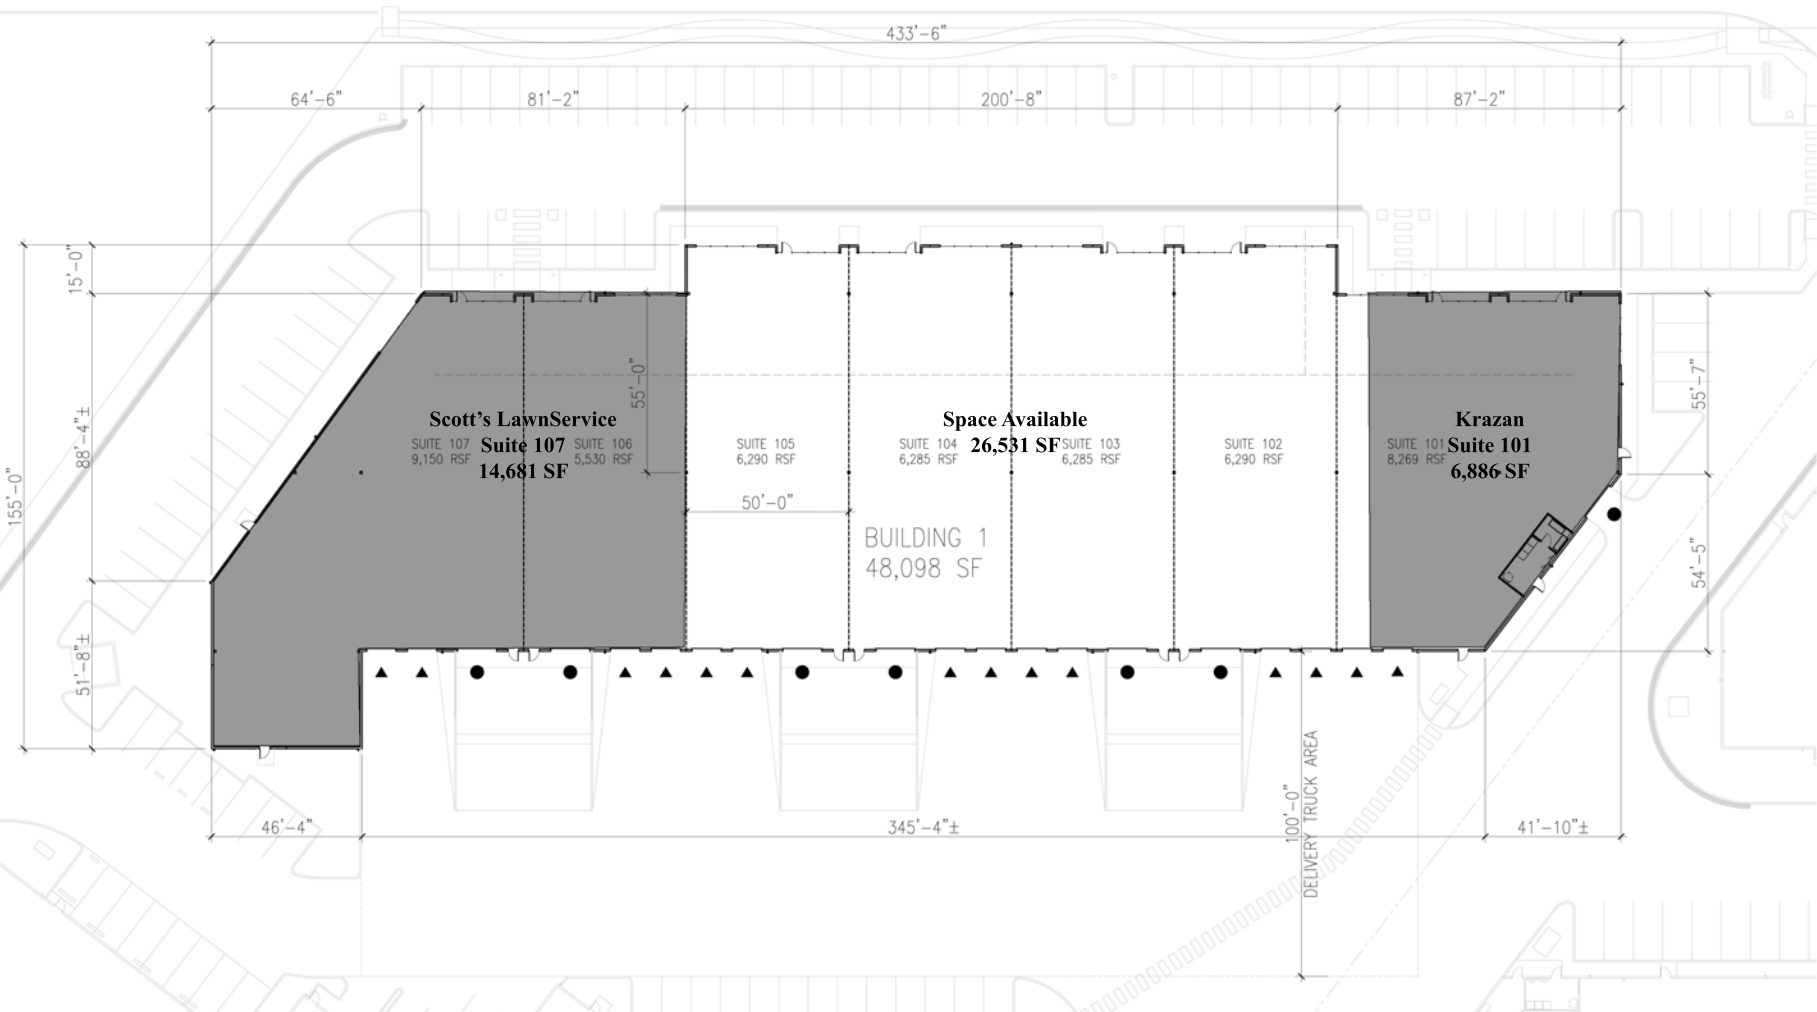 433'-6"
64'-6"
81'-2"
200'-8"
87'-2"
15'-0"
88'-4"±
155'-0"
51'-8"±
55'-0"
55'-7"
54'-5"
Scott's LawnService
Suite 107
14,681 SF
SUITE 107
9,150 RSF
SUITE 106
5,530 RSF
SUITE 105
6,290 RSF
Space Available
26,531 SF
SUITE 104
6,285 RSF
SUITE 103
6,285 RSF
SUITE 102
6,290 RSF
Krazan
Suite 101
6,886 SF
SUITE 101
8,269 RSF
50'-0"
BUILDING 1
48,098 SF
100'-0"
DELIVERY TRUCK AREA
46'-4"
345'-4"±
41'-10"±